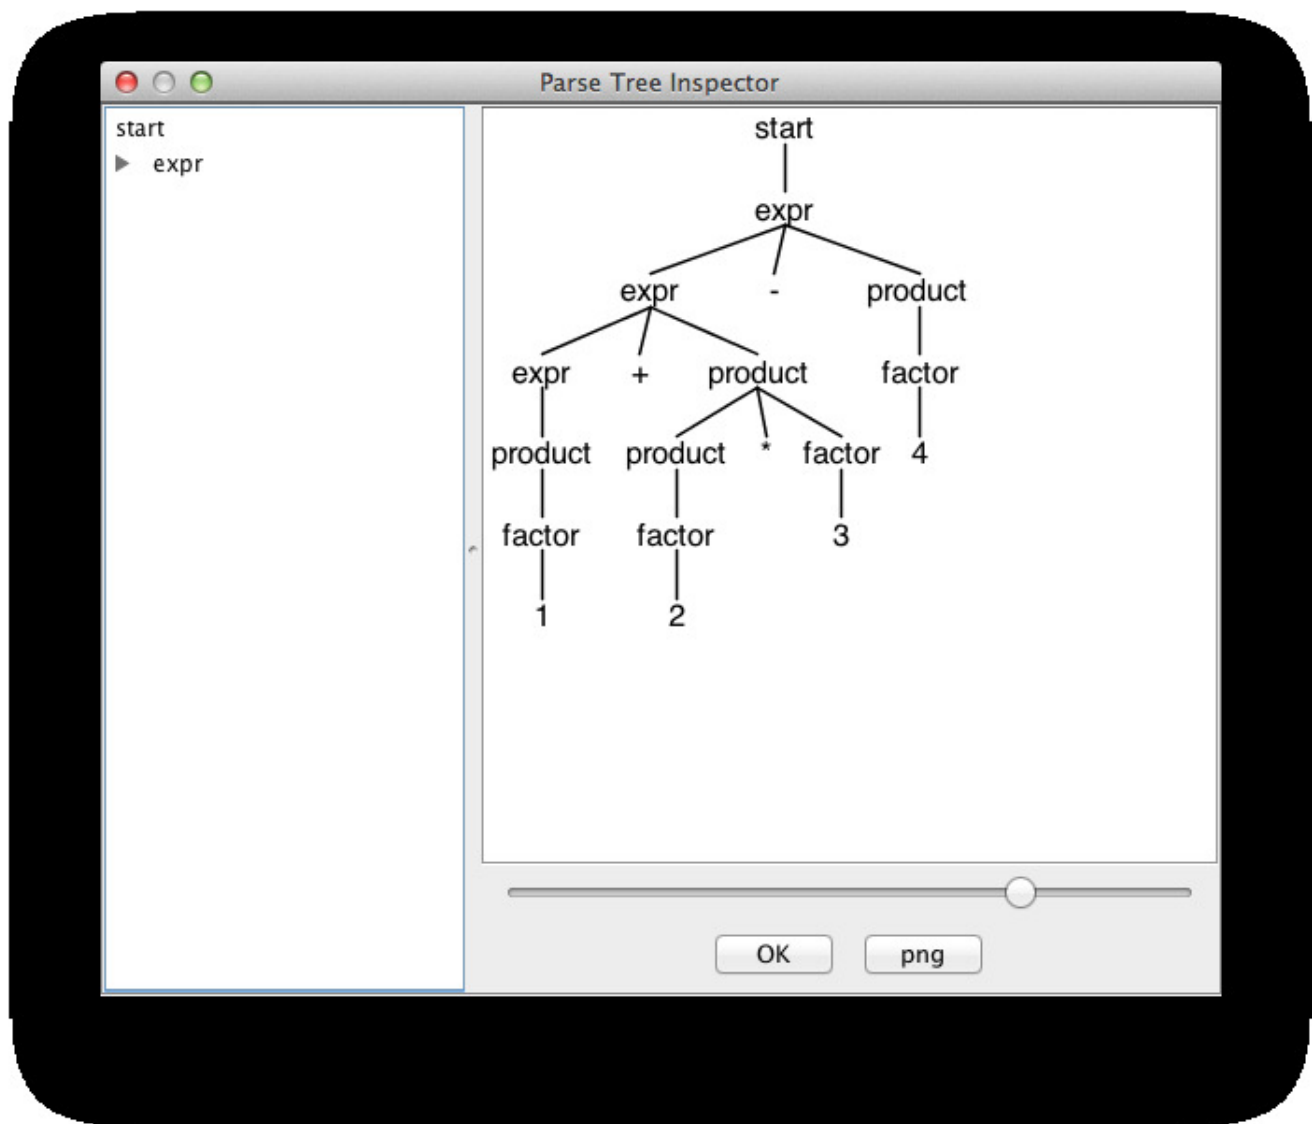 Parse Tree Inspector
start
expr
start
expr
expr - product
expr + product factor
product product * factor 4
factor factor 3
1 2
OK png